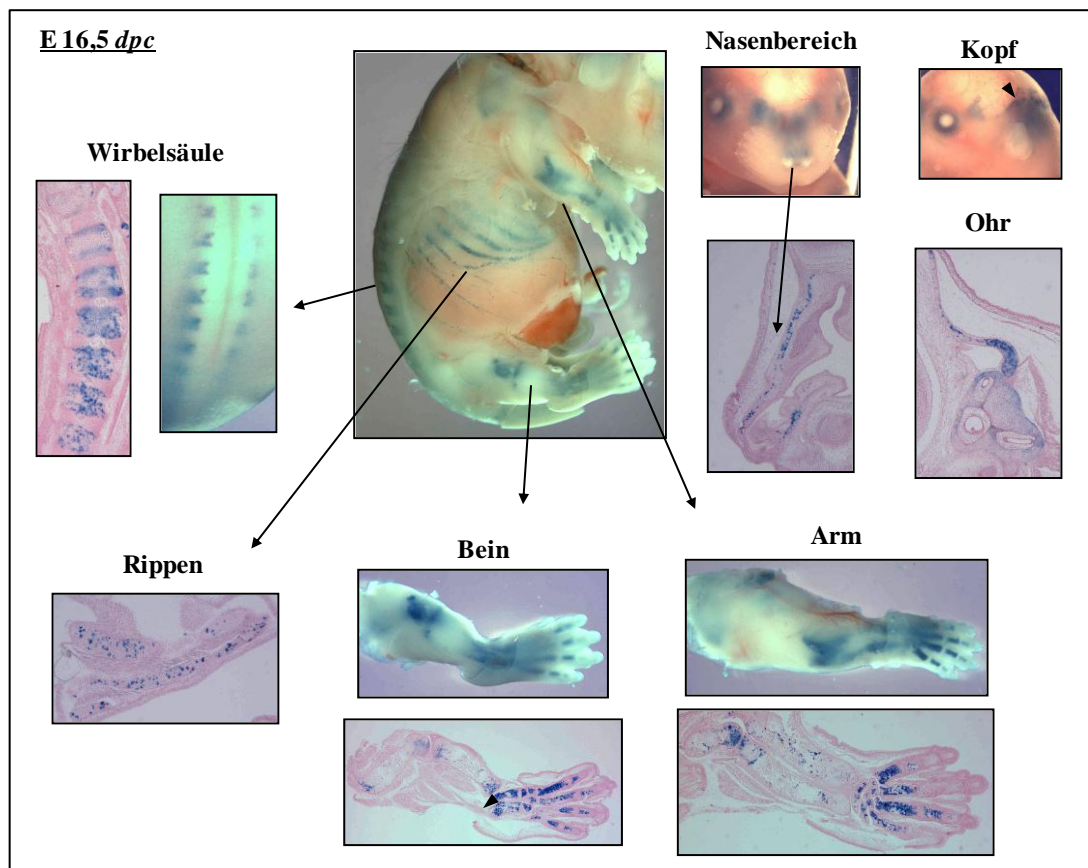 E 16,5 dpc
Nasenbereich
Kopf
Wirbelsäule
Ohr
Rippen
Bein
Arm